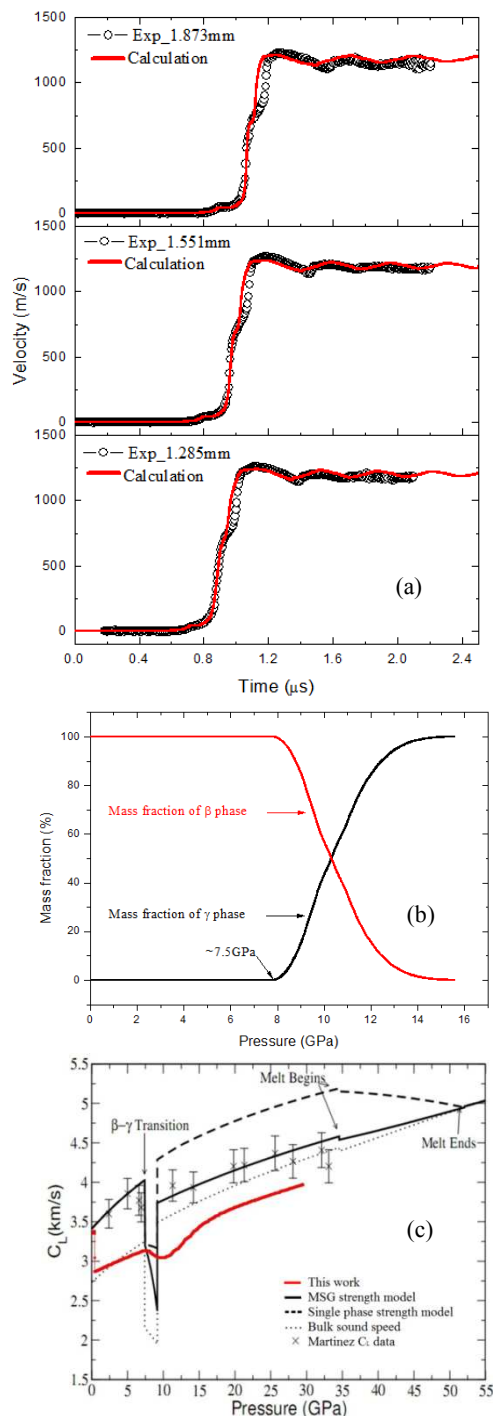 1500
Exp_1.873mm
Calculation
1000
500
0
1500
Exp_1.551mm
Calculation
1000
Velocity (m/s)
500
0
1500
Exp_1.285mm
Calculation
1000
500
(a)
0
0.0 0.4 0.8 1.2 1.6 2.0 2.4
Time (μs)
100
80
Mass fraction of β phase
60
Mass fraction (%)
40
Mass fraction of γ phase
(b)
20
~7.5GPa
0
0 2 4 6 8 10 12 14 16
Pressure (GPa)
5.5
Melt Begins
5
β-γ Transition
4.5
Melt Ends
4
C_L(km/s)
3.5
(c)
3
This work
MSG strength model
2.5
Single phase strength model
Bulk sound speed
2
Martinez C_L data
1.5
0 5 10 15 20 25 30 35 40 45 50 55
Pressure (GPa)